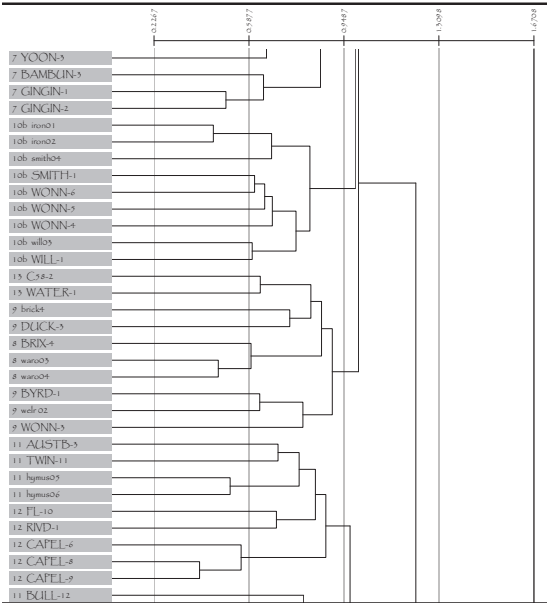 0.2267 0.5877 0.9487 1.3098 1.6708
7 YOON-3
7 BAMBUN-3
7 GINGIN-1
7 GINGIN-2
10b iron01
10b iron02
10b smith04
10b SMITH-1
10b WONN-6
10b WONN-5
10b WONN-4
10b will03
10b WILL-1
13 C58-2
13 WATER-1
9 brick4
9 DUCK-3
8 BRIX-4
8 waro03
8 waro04
9 BYRD-1
9 welr02
9 WONN-3
11 AUSTB-3
11 TWIN-11
11 hymus05
11 hymus06
12 FL-10
12 RIVD-1
12 CAPEL-6
12 CAPEL-8
12 CAPEL-9
11 BULL-12